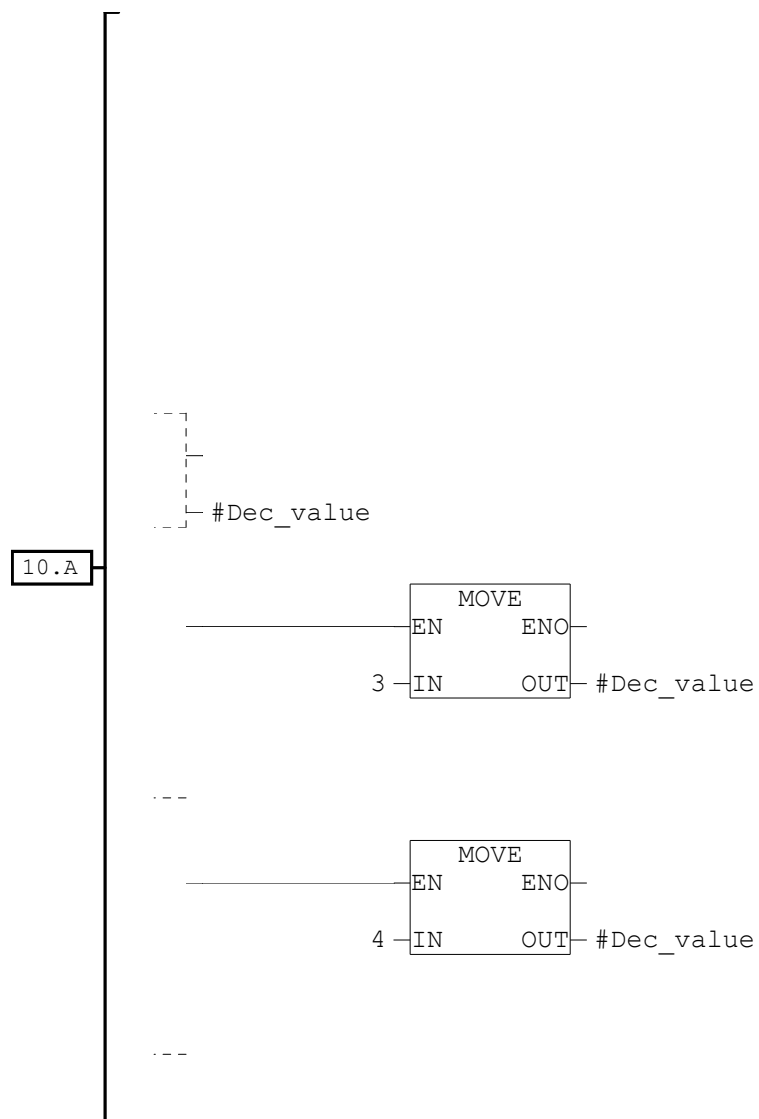 #Dec_value
10.A
MOVE
EN ENO
3 IN OUT #Dec_value
MOVE
EN ENO
4 IN OUT #Dec_value